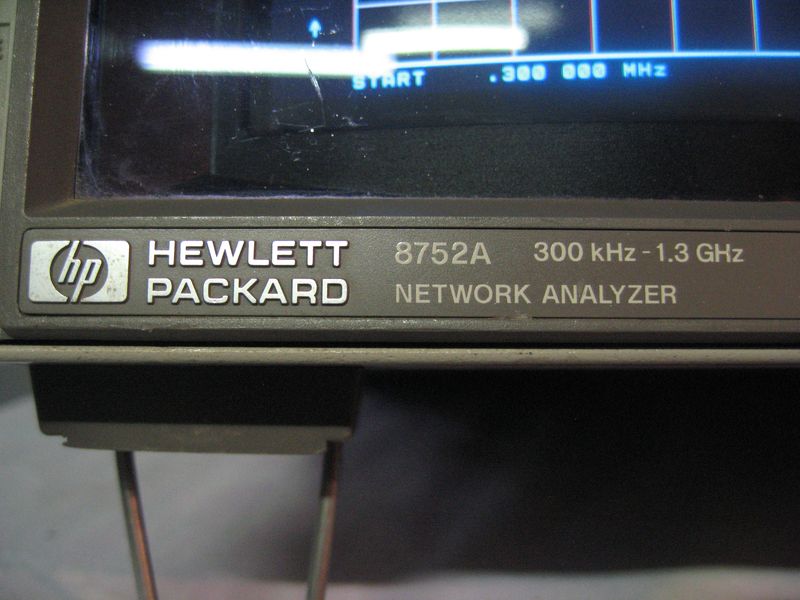 START .300 000 MHz
hp HEWLETT PACKARD
8752A 300 kHz - 1.3 GHz
NETWORK ANALYZER